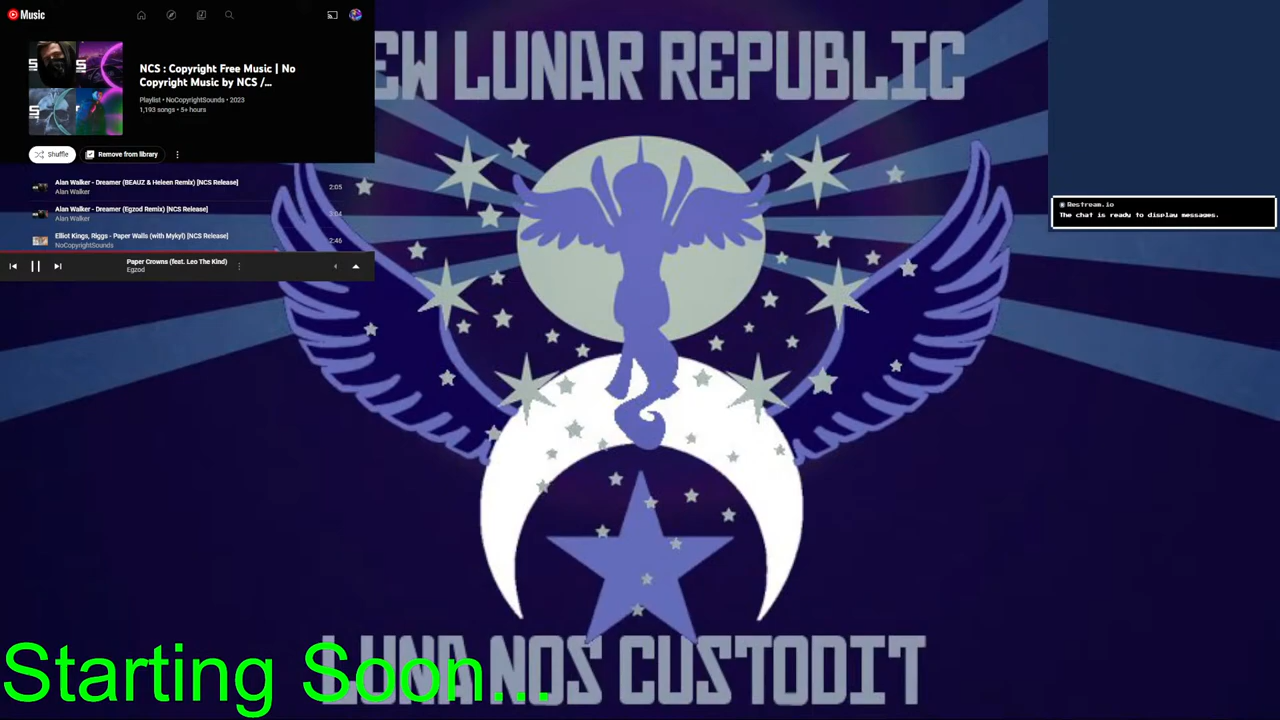 Music
NCS : Copyright Free Music | No
Copyright Music by NCS /...
Playlist • NoCopyrightSounds • 2023
1,193 songs • 5+ hours
Shuffle
Remove from library
Alan Walker - Dreamer (BEAUZ & Heleen Remix) [NCS Release]
Alan Walker
2:05
Alan Walker - Dreamer (Egzod Remix) [NCS Release]
Alan Walker
2:04
Elliot Kings, Riggs - Paper Walls (with Mykyl) [NCS Release]
NoCopyrightSounds
2:46
Paper Crowns (feat. Leo The Kind)
Egzod
EW LUNAR REPUBLIC
Restream.io
The chat is ready to display messages.
LUNA NOS CUSTODIT
Starting Soon...